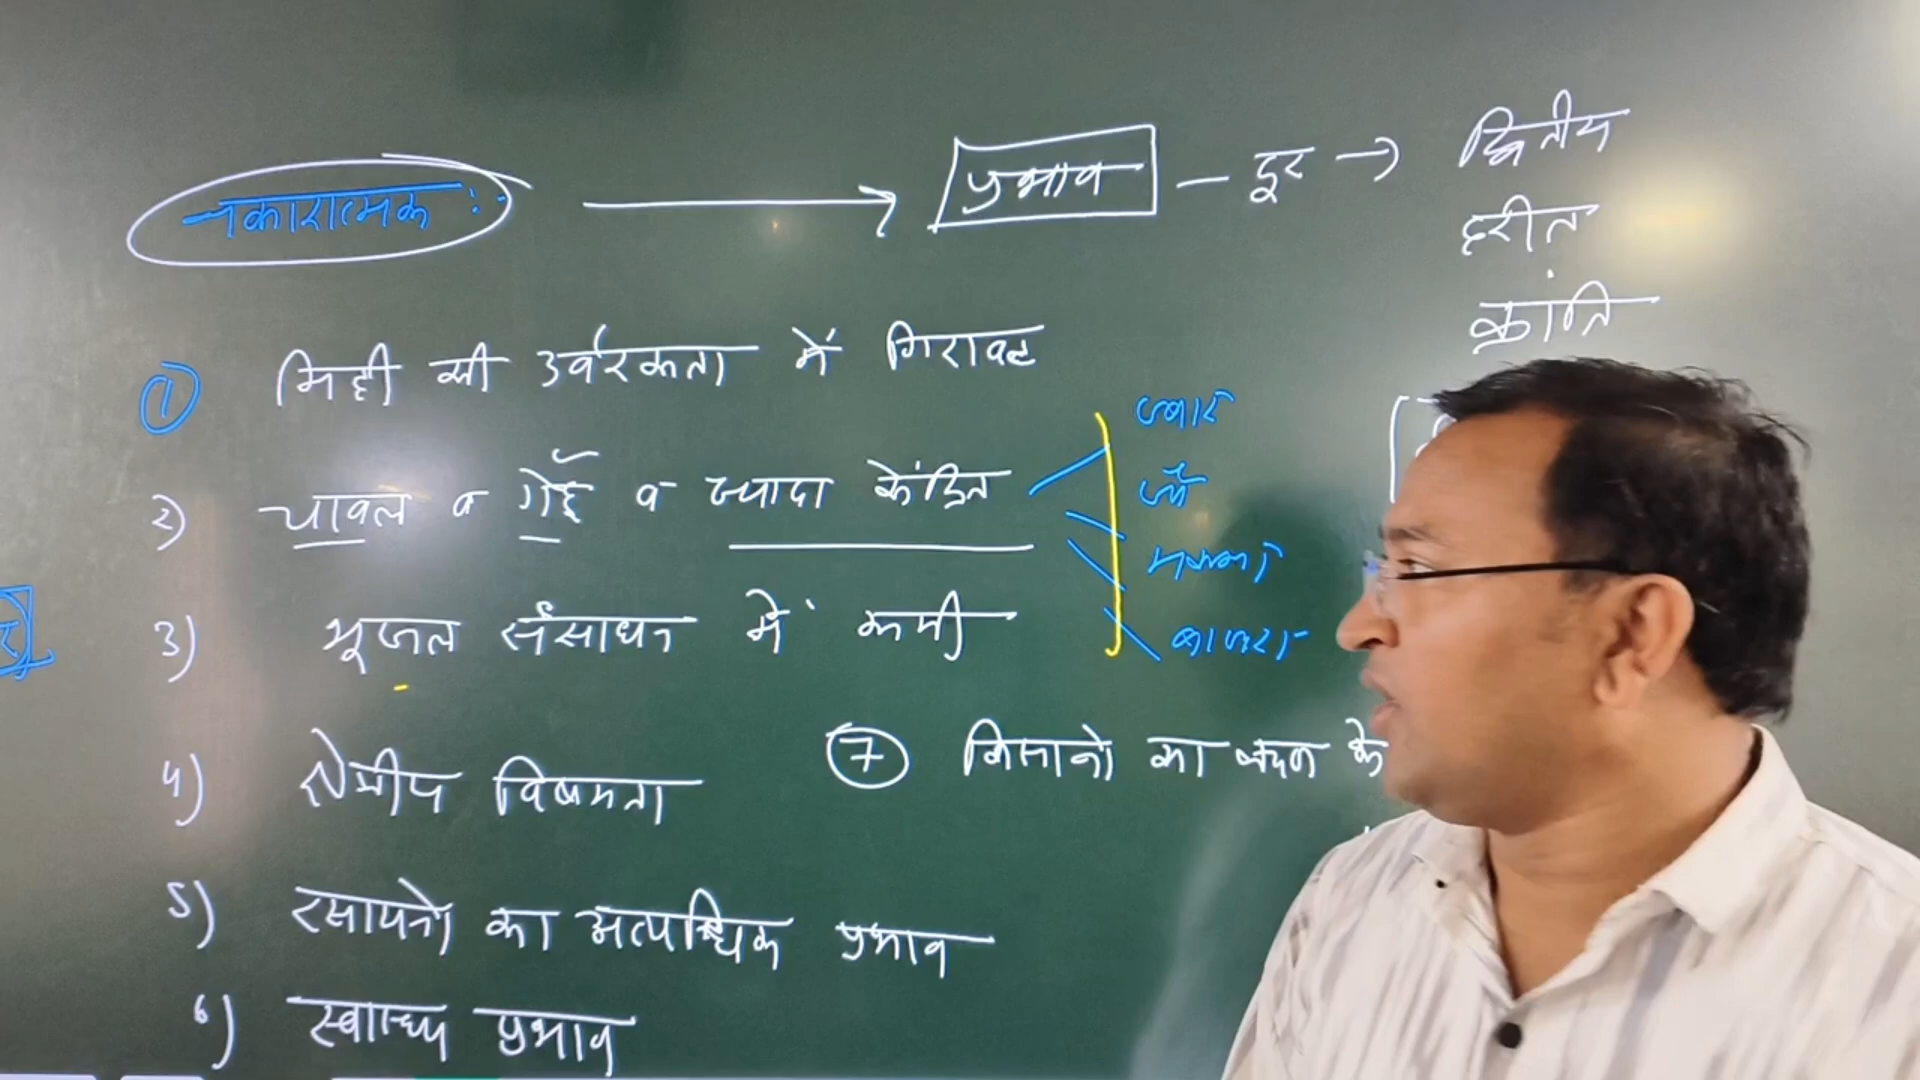 नकारात्मक :- → प्रभाव - दूर → द्वितीय
हरीत
क्रांति
① मिट्टी की उर्वरकता में गिरावट
2) चावल व गेहूँ व ज्यादा केंद्रित
ज्वार
जौ
मक्का
बाजरा
3) भूजल संसाधन में कमी
4) क्षेत्रीय विषमता
⑦ किसानो का ऋण के
5) रसायनो का अत्यधिक प्रभाव
6) स्वास्थ्य प्रभाव